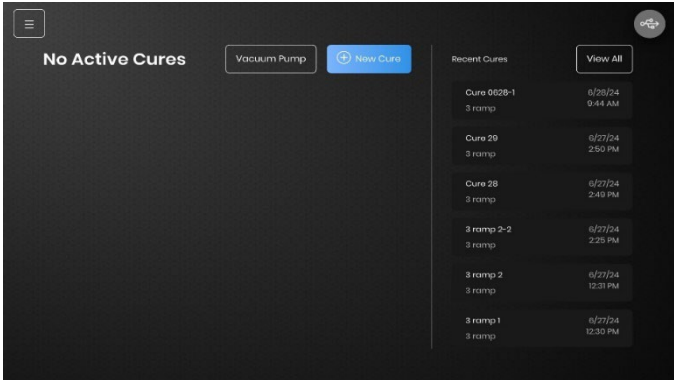 No Active Cures
Vacuum Pump
New Cure
Recent Cures
View All
Cure 0628-1
6/28/24
3 ramp
9:44 AM
Cure 29
6/27/24
3 ramp
2:50 PM
Cure 28
6/27/24
3 ramp
2:49 PM
3 ramp 2-2
6/27/24
3 ramp
2:25 PM
3 ramp 2
6/27/24
3 ramp
12:31 PM
3 ramp 1
6/27/24
3 ramp
12:30 PM